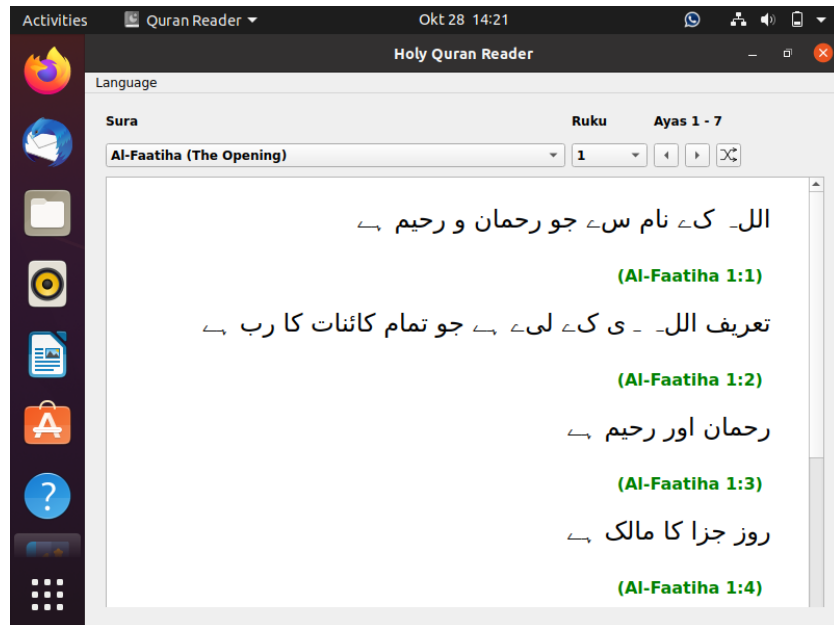 Activities Quran Reader Okt 28 14:21
Holy Quran Reader
Language
Sura Ruku Ayas 1 - 7
Al-Faatiha (The Opening) 1
اللہ کے نام سے جو رحمان و رحیم ہے
(Al-Faatiha 1:1)
تعریف اللہ ہی کے لیے ہے جو تمام کائنات کا رب ہے
(Al-Faatiha 1:2)
رحمان اور رحیم ہے
(Al-Faatiha 1:3)
روز جزا کا مالک ہے
(Al-Faatiha 1:4)